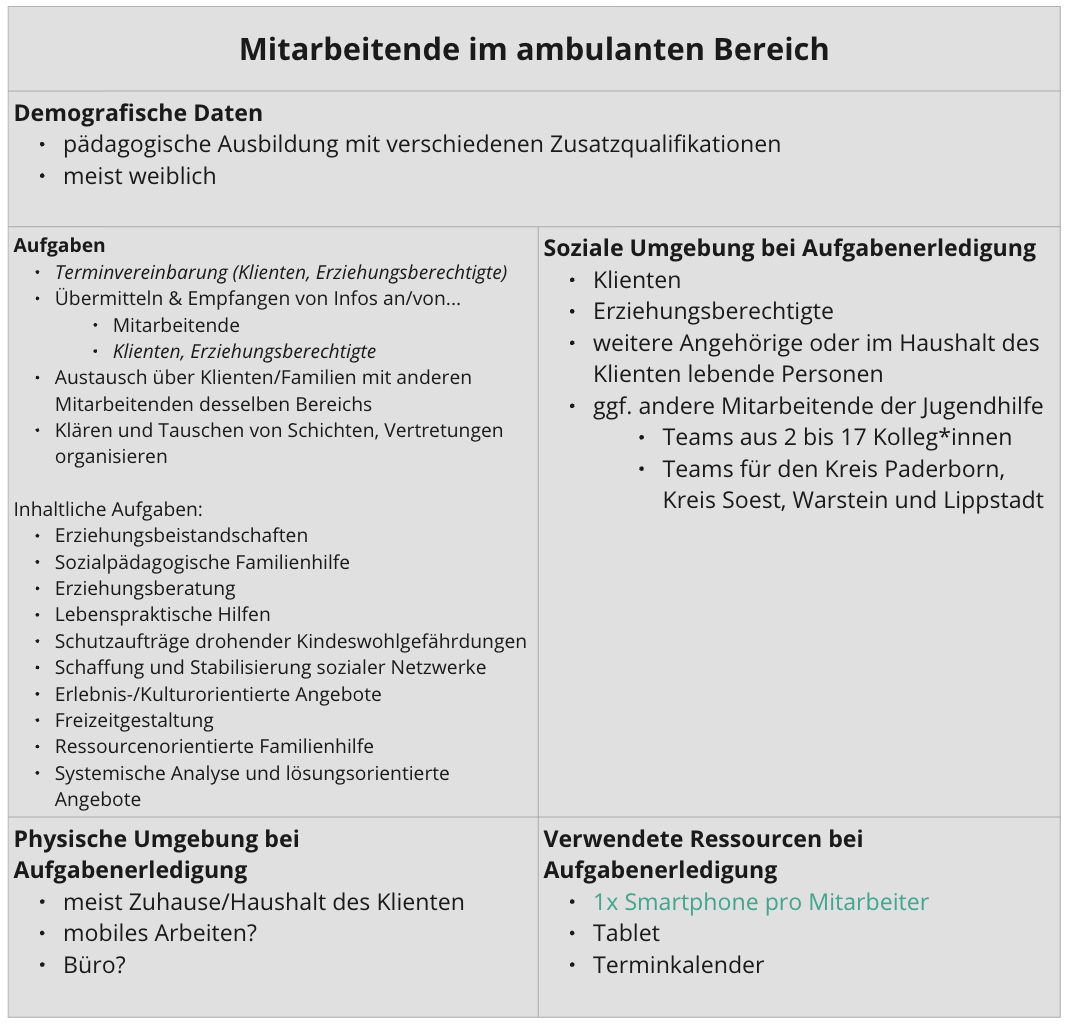 Mitarbeitende im ambulanten Bereich
Demografische Daten
• pädagogische Ausbildung mit verschiedenen Zusatzqualifikationen
• meist weiblich
Aufgaben
• Terminvereinbarung (Klienten, Erziehungsberechtigte)
• Übermitteln & Empfangen von Infos an/von...
• Mitarbeitende
• Klienten, Erziehungsberechtigte
• Austausch über Klienten/Familien mit anderen
Mitarbeitenden desselben Bereichs
• Klären und Tauschen von Schichten, Vertretungen
organisieren
Inhaltliche Aufgaben:
• Erziehungsbeistandschaften
• Sozialpädagogische Familienhilfe
• Erziehungsberatung
• Lebenspraktische Hilfen
• Schutzaufträge drohender Kindeswohlgefährdungen
• Schaffung und Stabilisierung sozialer Netzwerke
• Erlebnis-/Kulturorientierte Angebote
• Freizeitgestaltung
• Ressourcenorientierte Familienhilfe
• Systemische Analyse und lösungsorientierte
Angebote
Soziale Umgebung bei Aufgabenerledigung
• Klienten
• Erziehungsberechtigte
• weitere Angehörige oder im Haushalt des
Klienten lebende Personen
• ggf. andere Mitarbeitende der Jugendhilfe
• Teams aus 2 bis 17 Kolleg*innen
• Teams für den Kreis Paderborn,
Kreis Soest, Warstein und Lippstadt
Physische Umgebung bei
Aufgabenerledigung
• meist Zuhause/Haushalt des Klienten
• mobiles Arbeiten?
• Büro?
Verwendete Ressourcen bei
Aufgabenerledigung
• 1x Smartphone pro Mitarbeiter
• Tablet
• Terminkalender